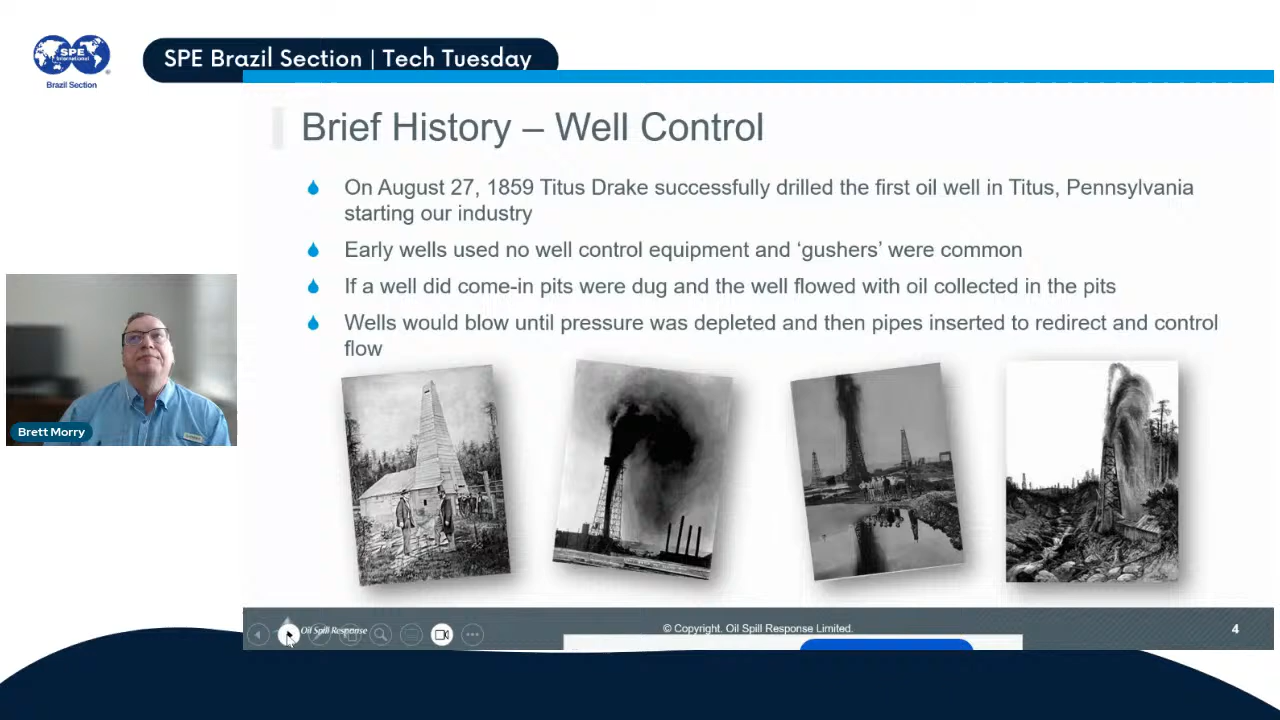 SPE
International
Brazil Section
SPE Brazil Section | Tech Tuesday
Brief History – Well Control
On August 27, 1859 Titus Drake successfully drilled the first oil well in Titus, Pennsylvania
starting our industry
Early wells used no well control equipment and ‘gushers’ were common
If a well did come-in pits were dug and the well flowed with oil collected in the pits
Wells would blow until pressure was depleted and then pipes inserted to redirect and control
flow
Brett Morry
Oil Spill Response
© Copyright. Oil Spill Response Limited.
4